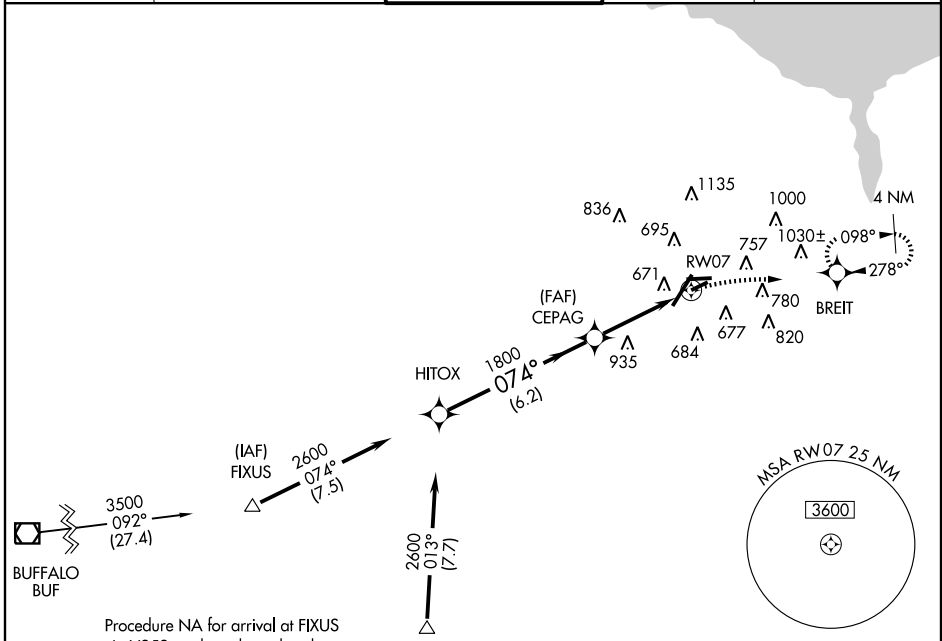 1135
836
1000
4 NM
695
1030±
098°
757
RW07
671
278°
(FAF)
CEPAG
780
BREIT
677
820
684
935
1800
074°
(6.2)
HITOX
(IAF)
FIXUS
2600
074°
(7.5)
MSA RW07 25 NM
3600
3500
092°
(27.4)
2600
013°
(7.7)
BUFFALO
BUF
Procedure NA for arrival at FIXUS